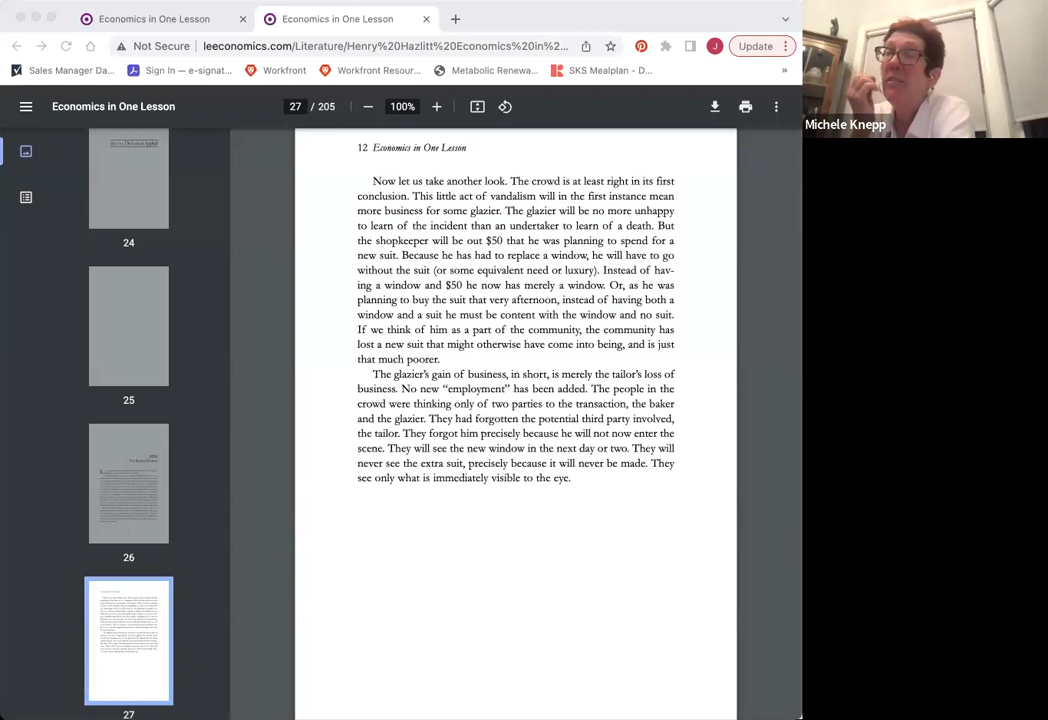 Economics in One Lesson
Economics in One Lesson
Not Secure leeconomics.com/Literature/Henry%20Hazlitt%20Economics%20in%2...
J
Update
Sales Manager Da...
Sign In — e-signat...
Workfront
Workfront Resour...
Metabolic Renewa...
SKS Mealplan - D...
»
Economics in One Lesson
27 / 205
100%
Michele Knepp
24
25
26
27
12 Economics in One Lesson
Now let us take another look. The crowd is at least right in its first
conclusion. This little act of vandalism will in the first instance mean
more business for some glazier. The glazier will be no more unhappy
to learn of the incident than an undertaker to learn of a death. But
the shopkeeper will be out $50 that he was planning to spend for a
new suit. Because he has had to replace a window, he will have to go
without the suit (or some equivalent need or luxury). Instead of hav-
ing a window and $50 he now has merely a window. Or, as he was
planning to buy the suit that very afternoon, instead of having both a
window and a suit he must be content with the window and no suit.
If we think of him as a part of the community, the community has
lost a new suit that might otherwise have come into being, and is just
that much poorer.
The glazier's gain of business, in short, is merely the tailor's loss of
business. No new "employment" has been added. The people in the
crowd were thinking only of two parties to the transaction, the baker
and the glazier. They had forgotten the potential third party involved,
the tailor. They forgot him precisely because he will not now enter the
scene. They will see the new window in the next day or two. They will
never see the extra suit, precisely because it will never be made. They
see only what is immediately visible to the eye.